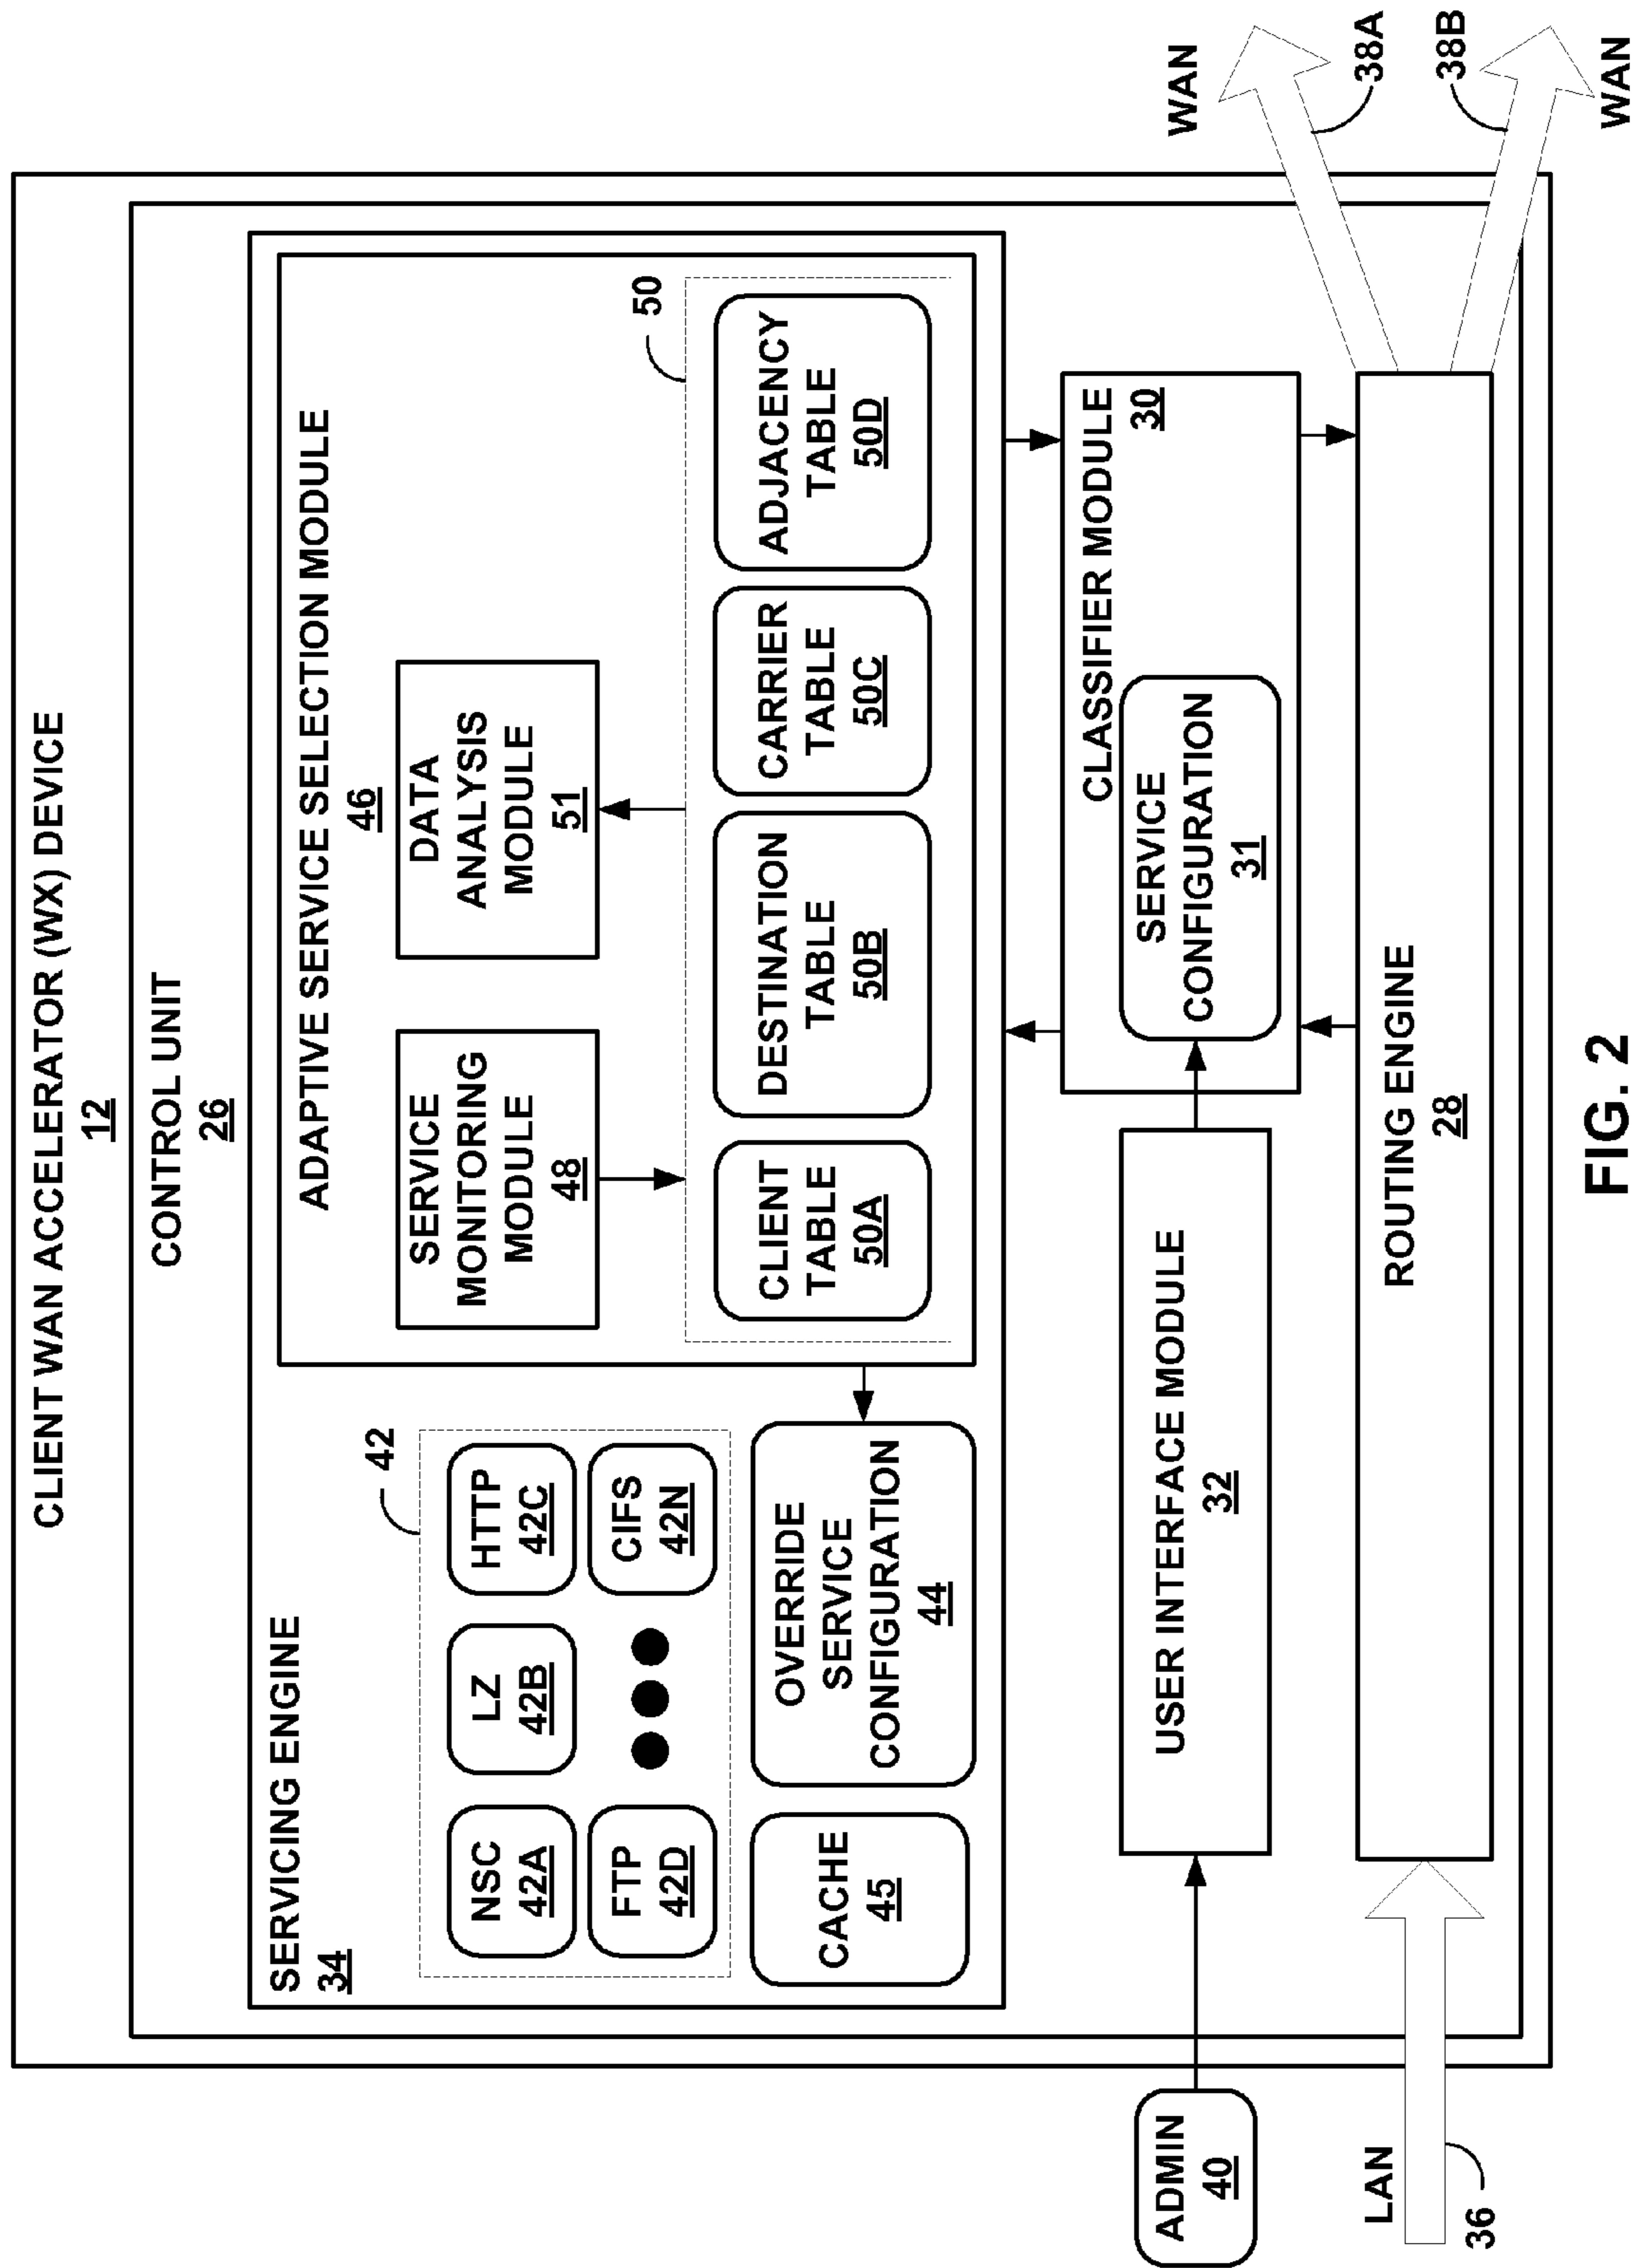 CLIENT WAN ACCELERATOR (WX) DEVICE
12
CONTROL UNIT
26
SERVICING ENGINE
34
42
NSC
42A
LZ
42B
HTTP
42C
FTP
42D
CIFS
42N
CACHE
45
OVERRIDE
SERVICE
CONFIGURATION
44
ADAPTIVE SERVICE SELECTION MODULE
46
SERVICE
MONITORING
MODULE
48
DATA
ANALYSIS
MODULE
51
50
CLIENT
TABLE
50A
DESTINATION
TABLE
50B
CARRIER
TABLE
50C
ADJACENCY
TABLE
50D
ADMIN
40
USER INTERFACE MODULE
32
CLASSIFIER MODULE
30
SERVICE
CONFIGURATION
31
LAN
36
ROUTING ENGINE
28
WAN
38A
38B
WAN
FIG. 2